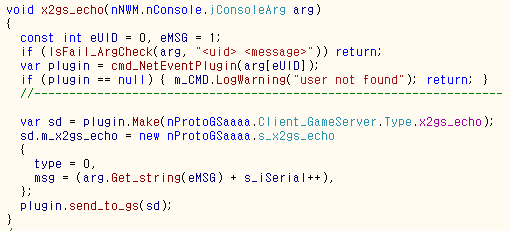 void x2gs_echo(nNWM.nConsole.jConsoleArg arg)
{
const int eUID = 0, eMSG = 1;
if (IsFail_ArgCheck(arg, "<uid> <message>")) return;
var plugin = cmd_NetEventPlugin(arg[eUID]);
if (plugin == null) { m_CMD.LogWarning("user not found"); return; }
//------------------------------------------------------------------
var sd = plugin.Make(nProtoGSaaaa.Client_GameServer.Type.x2gs_echo);
sd.m_x2gs_echo = new nProtoGSaaaa.s_x2gs_echo
{
type = 0,
msg = (arg.Get_string(eMSG) + s_iSerial++),
};
plugin.send_to_gs(sd);
}